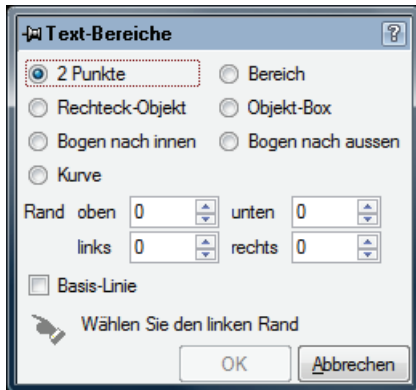 Text-Bereiche ?
2 Punkte Bereich
Rechteck-Objekt Objekt-Box
Bogen nach innen Bogen nach aussen
Kurve
Rand oben 0 unten 0
links 0 rechts 0
Basis-Linie
Wählen Sie den linken Rand
OK Abbrechen